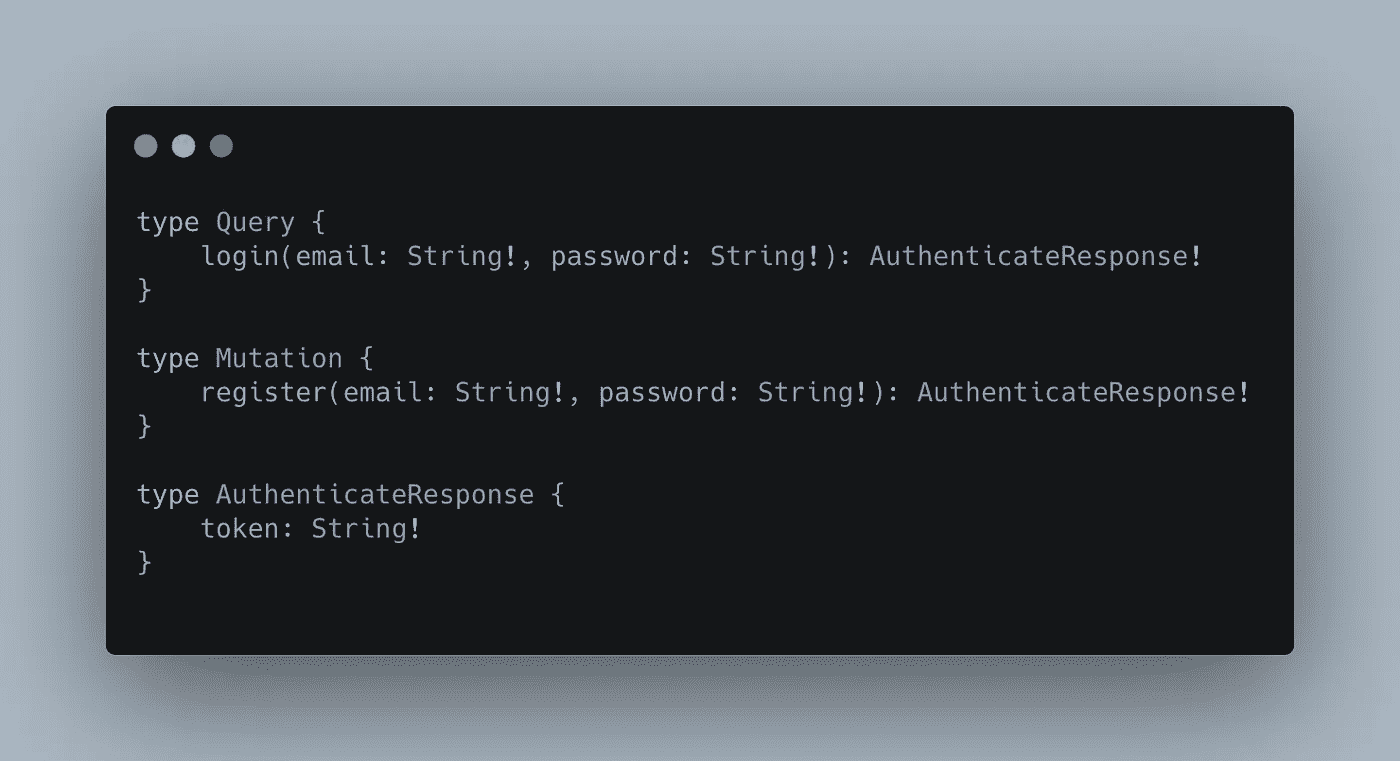 type Query {
    login(email: String!, password: String!): AuthenticateResponse!
}

type Mutation {
    register(email: String!, password: String!): AuthenticateResponse!
}

type AuthenticateResponse {
    token: String!
}